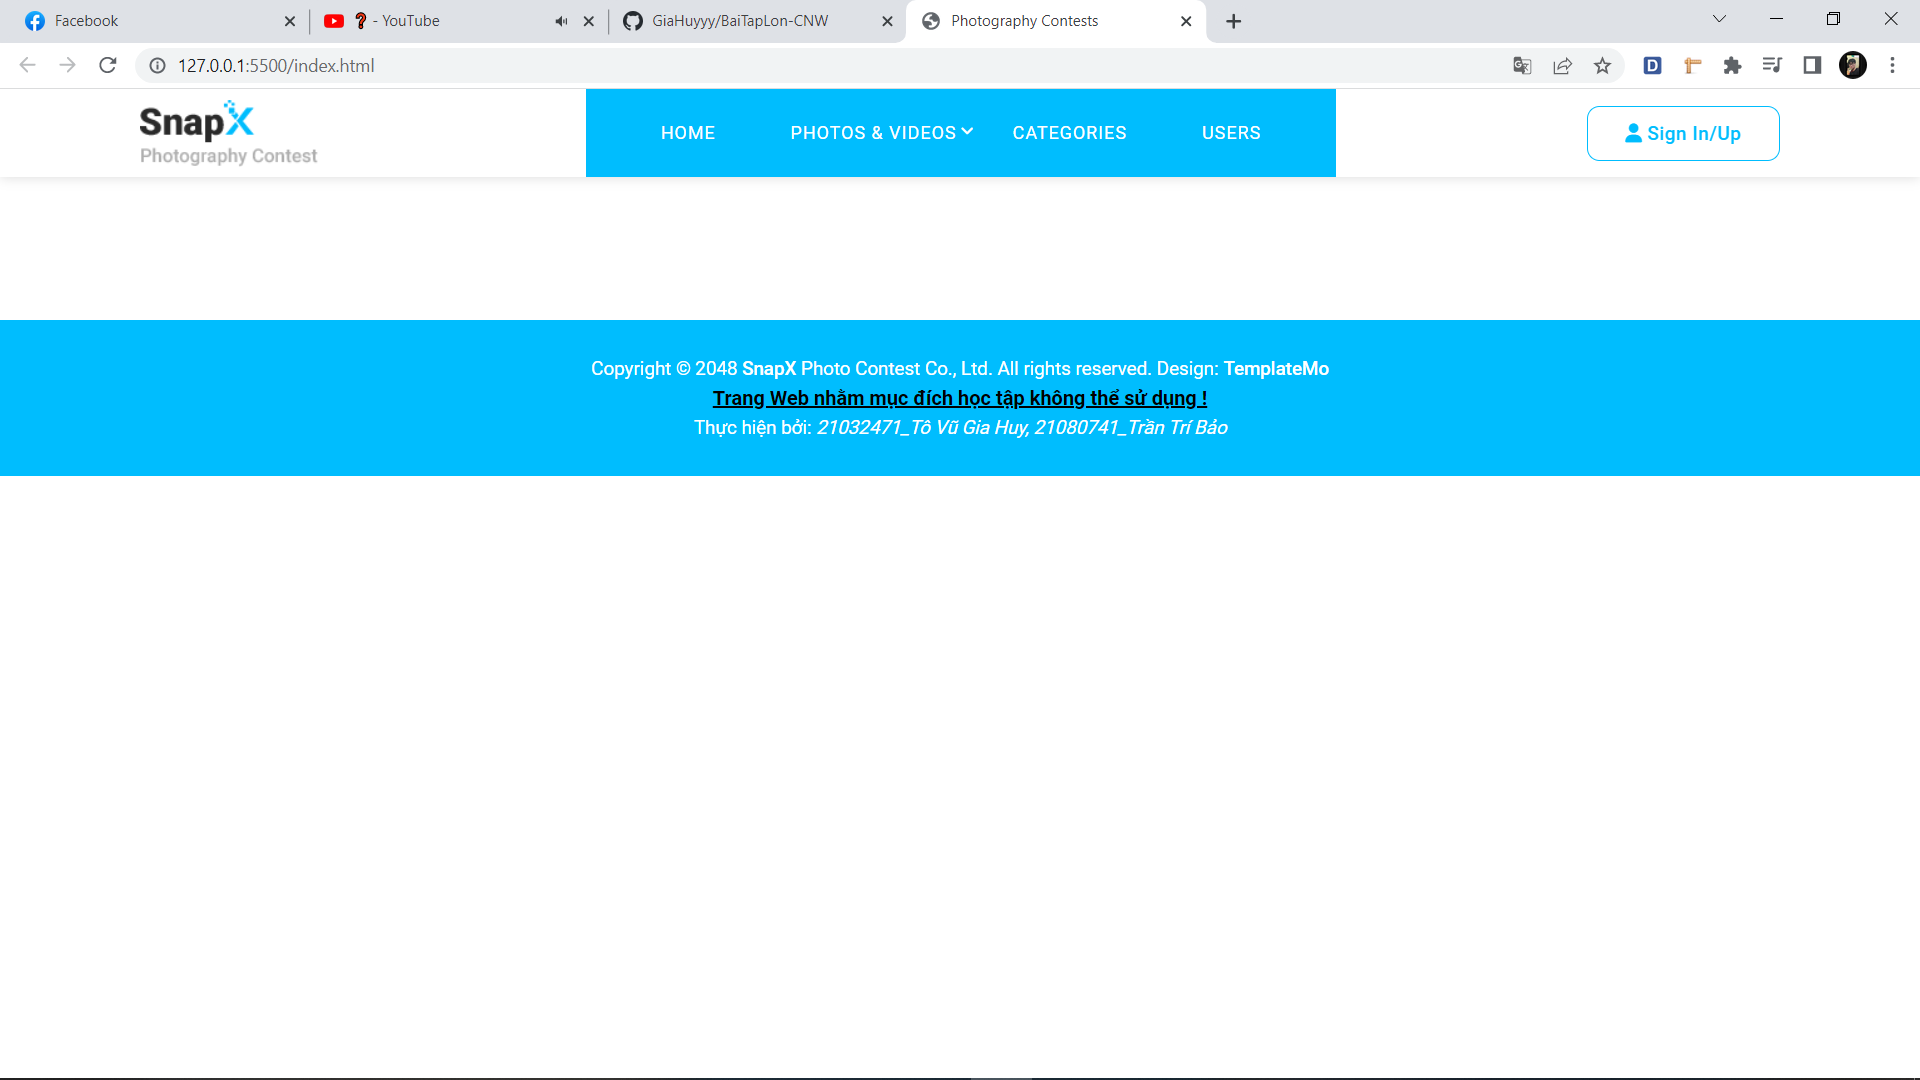 Facebook
❓ - YouTube
GiaHuyyy/BaiTapLon-CNW
Photography Contests
127.0.0.1:5500/index.html
D
SnapX
Photography Contest
HOME
PHOTOS & VIDEOS
CATEGORIES
USERS
Sign In/Up
Copyright © 2048 SnapX Photo Contest Co., Ltd. All rights reserved. Design: TemplateMo
Trang Web nhằm mục đích học tập không thể sử dụng !
Thực hiện bởi: 21032471_Tô Vũ Gia Huy, 21080741_Trần Trí Bảo